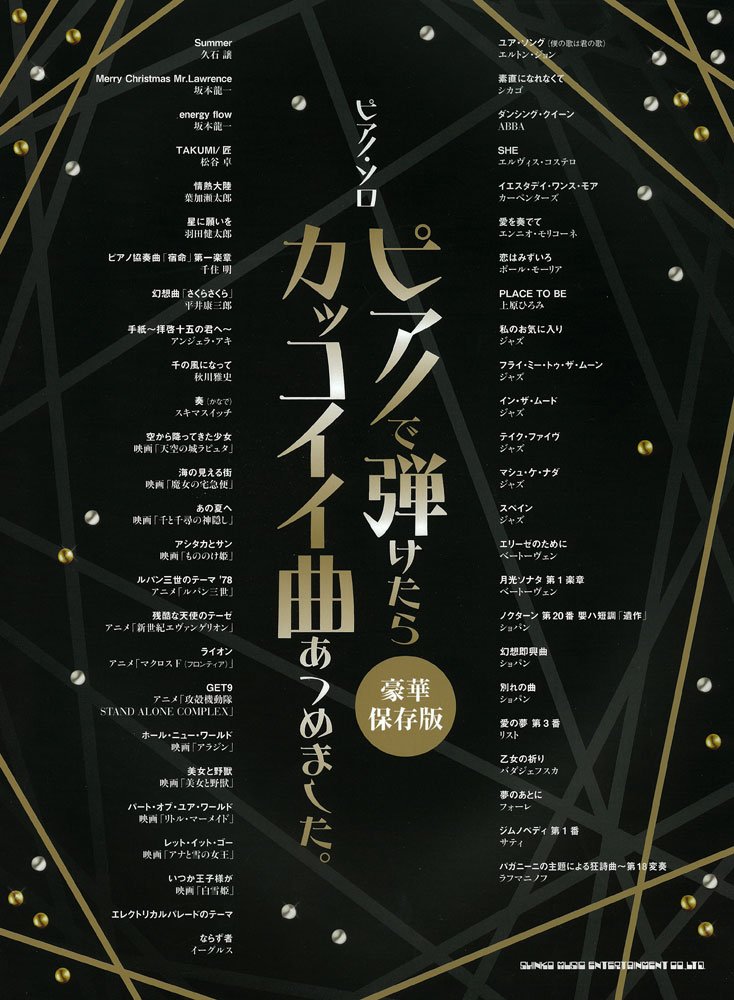 Summer
久石 譲
Merry Christmas Mr.Lawrence
坂本龍一
energy flow
坂本龍一
TAKUMI/匠
松谷 卓
情熱大陸
葉加瀬太郎
星に願いを
羽田健太郎
ピアノ協奏曲「宿命」第一楽章
千住 明
幻想曲「さくらさくら」
平井康三郎
手紙〜拝啓十五の君へ〜
アンジェラ・アキ
千の風になって
秋川雅史
奏（かなで）
スキマスイッチ
空から降ってきた少女
映画「天空の城ラピュタ」
海の見える街
映画「魔女の宅急便」
あの夏へ
映画「千と千尋の神隠し」
アシタカとサン
映画「もののけ姫」
ルパン三世のテーマ '78
アニメ「ルパン三世」
残酷な天使のテーゼ
アニメ「新世紀エヴァンゲリオン」
ライオン
アニメ「マクロスF（フロンティア）」
GET9
アニメ「攻殻機動隊
STAND ALONE COMPLEX」
ホール・ニュー・ワールド
映画「アラジン」
美女と野獣
映画「美女と野獣」
パート・オブ・ユア・ワールド
映画「リトル・マーメイド」
レット・イット・ゴー
映画「アナと雪の女王」
いつか王子様が
映画「白雪姫」
エレクトリカルパレードのテーマ
ならず者
イーグルス
ピアノ・ソロ
ピアノで弾けたら
カッコイイ曲あつめました。
豪華
保存版
ユア・ソング（僕の歌は君の歌）
エルトン・ジョン
素直になれなくて
シカゴ
ダンシング・クイーン
ABBA
SHE
エルヴィス・コステロ
イエスタデイ・ワンス・モア
カーペンターズ
愛を奏でて
エンニオ・モリコーネ
恋はみずいろ
ポール・モーリア
PLACE TO BE
上原ひろみ
私のお気に入り
ジャズ
フライ・ミー・トゥ・ザ・ムーン
ジャズ
イン・ザ・ムード
ジャズ
テイク・ファイヴ
ジャズ
マシュ・ケ・ナダ
ジャズ
スペイン
ジャズ
エリーゼのために
ベートーヴェン
月光ソナタ 第1楽章
ベートーヴェン
ノクターン 第20番 嬰ハ短調「遺作」
ショパン
幻想即興曲
ショパン
別れの曲
ショパン
愛の夢 第3番
リスト
乙女の祈り
バダジェフスカ
夢のあとに
フォーレ
ジムノペディ 第1番
サティ
パガニーニの主題による狂詩曲〜第18変奏
ラフマニノフ
SHINKO MUSIC ENTERTAINMENT CO.,LTD.